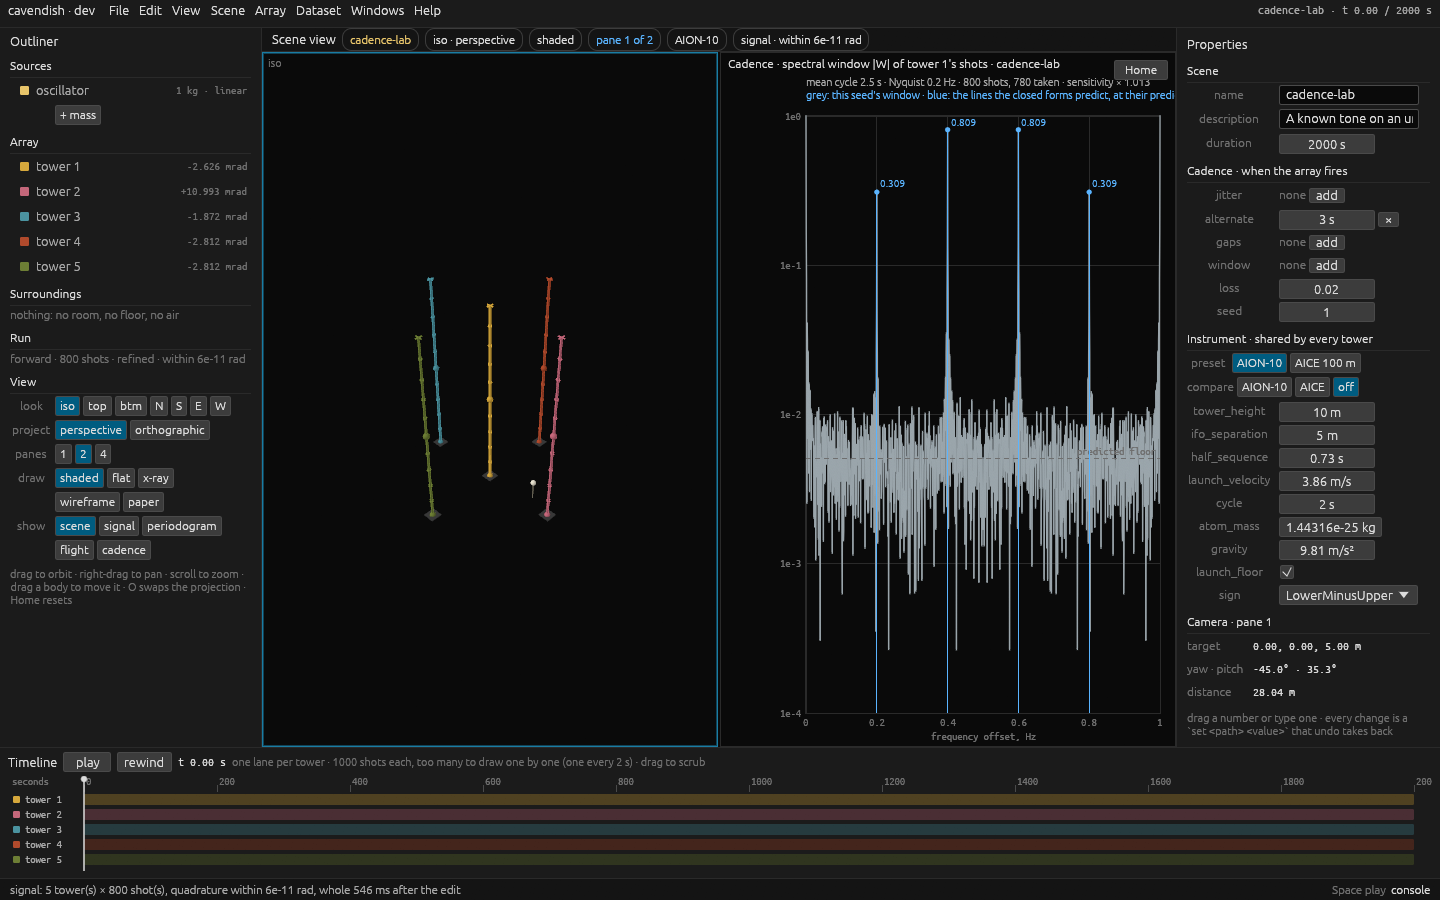 cavendish · dev File Edit View Scene Array Dataset Windows Help cadence-lab · t 0.00 / 2000 s
Outliner
Sources
oscillator 1 kg · linear
+ mass
Array
tower 1 -2.626 mrad
tower 2 +10.993 mrad
tower 3 -1.872 mrad
tower 4 -2.812 mrad
tower 5 -2.812 mrad
Surroundings
nothing: no room, no floor, no air
Run
forward · 800 shots · refined · within 6e-11 rad
View
look iso top btm N S E W
project perspective orthographic
panes 1 2 4
draw shaded flat x-ray
wireframe paper
show scene signal periodogram
flight cadence
drag to orbit · right-drag to pan · scroll to zoom ·
drag a body to move it · O swaps the projection ·
Home resets
Scene view cadence-lab iso · perspective shaded pane 1 of 2 AION-10 signal · within 6e-11 rad
iso
Cadence · spectral window |W| of tower 1's shots · cadence-lab
Home
mean cycle 2.5 s · Nyquist 0.2 Hz · 800 shots, 780 taken · sensitivity × 1.013
grey: this seed's window · blue: the lines the closed forms predict, at their predi
1e0
1e-1
1e-2
1e-3
1e-4
0.309
0.809
0.809
0.309
predicted floor
0 0.2 0.4 0.6 0.8 1
frequency offset, Hz
Properties
Scene
name cadence-lab
description A known tone on an u
duration 2000 s
Cadence · when the array fires
jitter none add
alternate 3 s ×
gaps none add
window none add
loss 0.02
seed 1
Instrument · shared by every tower
preset AION-10 AICE 100 m
compare AION-10 AICE off
tower_height 10 m
ifo_separation 5 m
half_sequence 0.73 s
launch_velocity 3.86 m/s
cycle 2 s
atom_mass 1.44316e-25 kg
gravity 9.81 m/s²
launch_floor
sign LowerMinusUpper
Camera · pane 1
target 0.00, 0.00, 5.00 m
yaw · pitch -45.0° · 35.3°
distance 28.04 m
drag a number or type one · every change is a
`set <path> <value>` that undo takes back
Timeline play rewind t 0.00 s one lane per tower · 1000 shots each, too many to draw one by one (one every 2 s) · drag to scrub
seconds 0 200 400 600 800 1000 1200 1400 1600 1800 200
tower 1
tower 2
tower 3
tower 4
tower 5
signal: 5 tower(s) × 800 shot(s), quadrature within 6e-11 rad, whole 546 ms after the edit Space play console